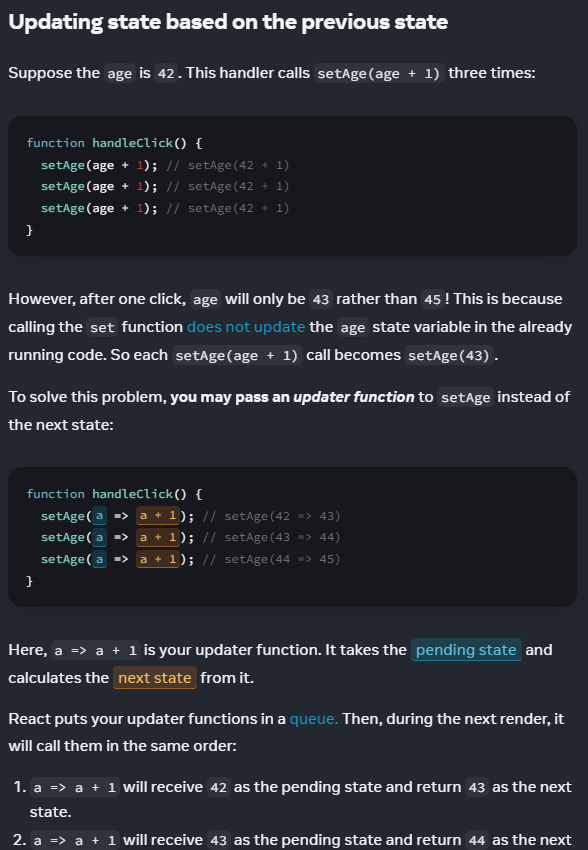 Updating state based on the previous state
Suppose the age is 42. This handler calls setAge(age + 1) three times:
function handleClick() {
  setAge(age + 1); // setAge(42 + 1)
  setAge(age + 1); // setAge(42 + 1)
  setAge(age + 1); // setAge(42 + 1)
}
However, after one click, age will only be 43 rather than 45! This is because
calling the set function does not update the age state variable in the already
running code. So each setAge(age + 1) call becomes setAge(43).
To solve this problem, you may pass an updater function to setAge instead of
the next state:
function handleClick() {
  setAge(a => a + 1); // setAge(42 => 43)
  setAge(a => a + 1); // setAge(43 => 44)
  setAge(a => a + 1); // setAge(44 => 45)
}
Here, a => a + 1 is your updater function. It takes the pending state and
calculates the next state from it.
React puts your updater functions in a queue. Then, during the next render, it
will call them in the same order:
1. a => a + 1 will receive 42 as the pending state and return 43 as the next
state.
2. a => a + 1 will receive 43 as the pending state and return 44 as the next